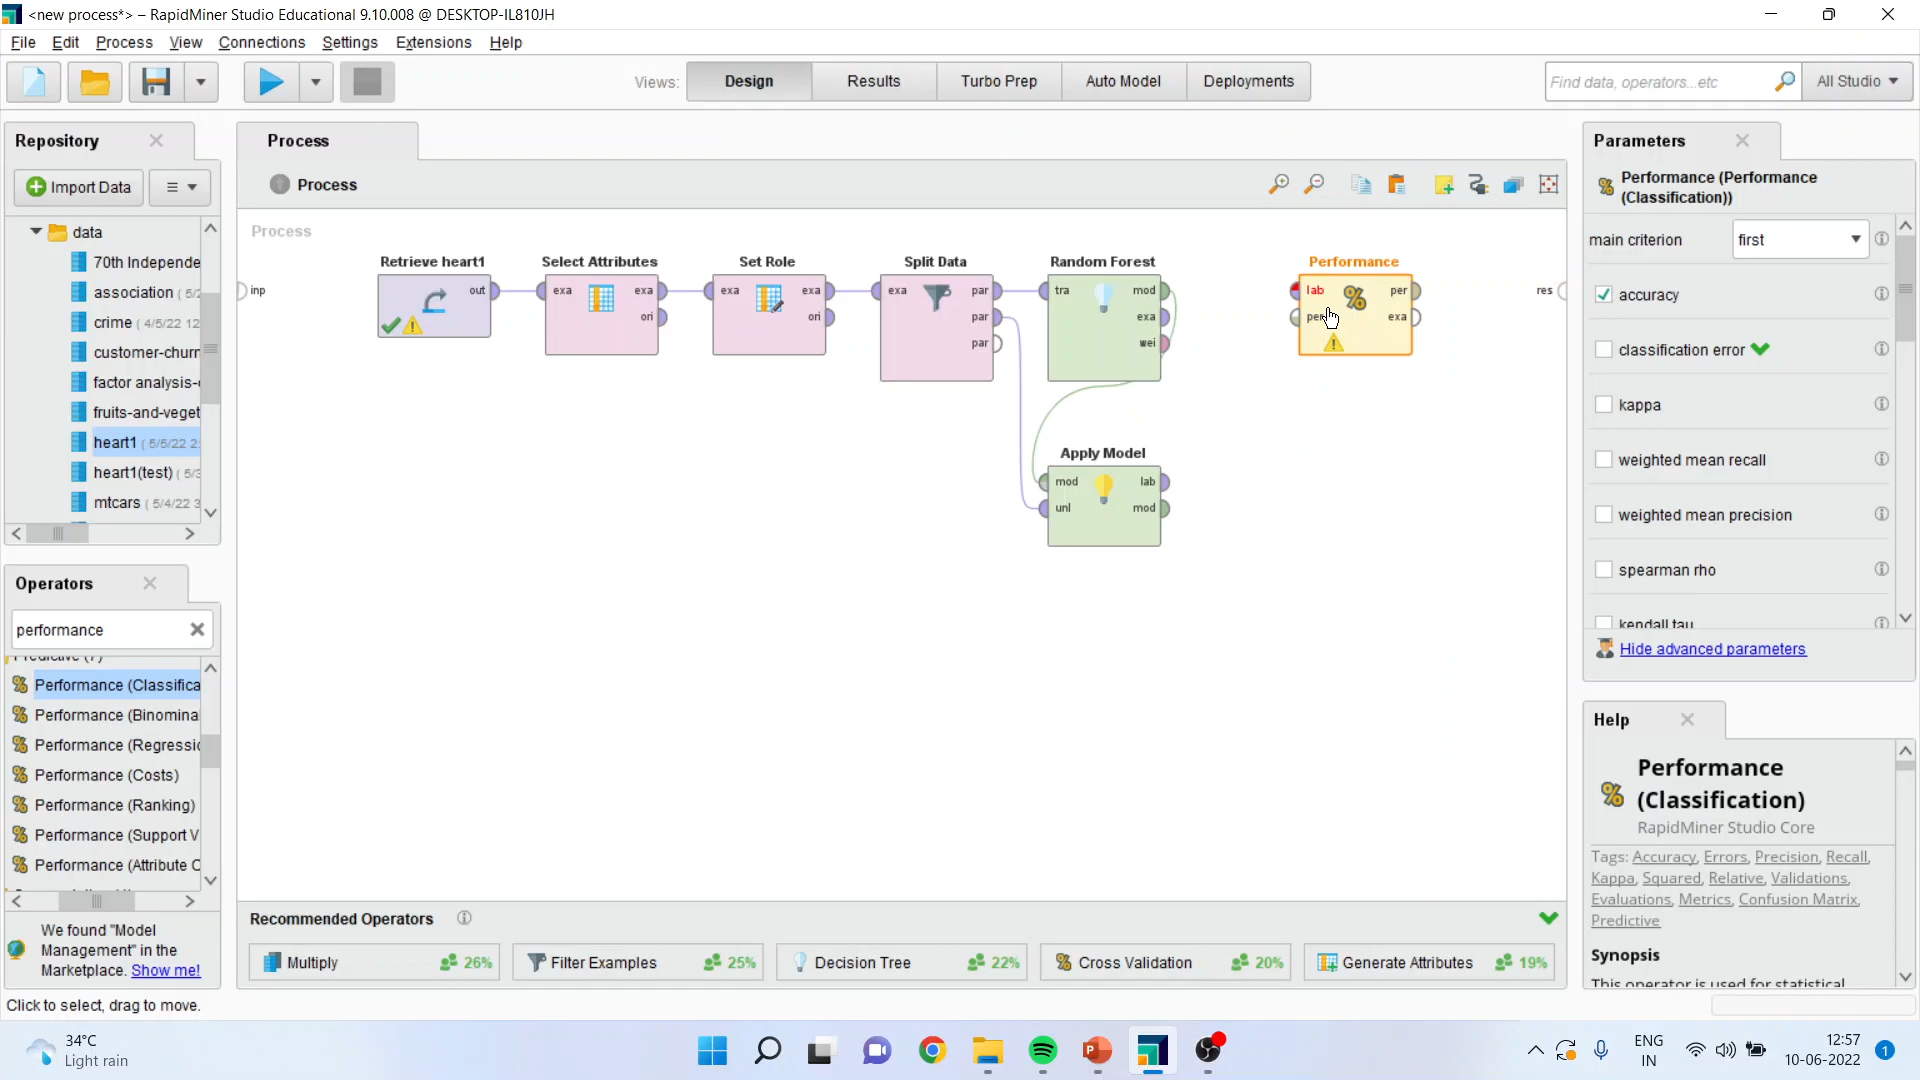 <new process*> – RapidMiner Studio Educational 9.10.008 @ DESKTOP-IL810JH
File Edit Process View Connections Settings Extensions Help
Views: Design Results Turbo Prep Auto Model Deployments
Find data, operators...etc
All Studio
Repository
Import Data
data
70th Independe
association ( 5/2
crime ( 4/5/22 12
customer-churn
factor analysis-
fruits-and-veget
heart1 ( 5/5/22 2:
heart1(test) ( 5/3
mtcars ( 5/4/22 3
Operators
performance
Performance (Classifica
Performance (Binomina
Performance (Regressi
Performance (Costs)
Performance (Ranking)
Performance (Support V
Performance (Attribute C
We found "Model
Management" in the
Marketplace. Show me!
Click to select, drag to move.
Process
Process
Process
inp
Retrieve heart1
out
Select Attributes
exa exa
ori
Set Role
exa exa
ori
Split Data
exa par
par
par
Random Forest
tra mod
exa
wei
Apply Model
mod lab
unl mod
Performance
lab per
per exa
res
Recommended Operators
Multiply 26%
Filter Examples 25%
Decision Tree 22%
Cross Validation 20%
Generate Attributes 19%
Parameters
Performance (Performance
(Classification))
main criterion first
accuracy
classification error
kappa
weighted mean recall
weighted mean precision
spearman rho
kendall tau
Hide advanced parameters
Help
Performance
(Classification)
RapidMiner Studio Core
Tags: Accuracy, Errors, Precision, Recall,
Kappa, Squared, Relative, Validations,
Evaluations, Metrics, Confusion Matrix,
Predictive
Synopsis
This operator is used for statistical
34°C
Light rain
ENG
IN
12:57
10-06-2022
1